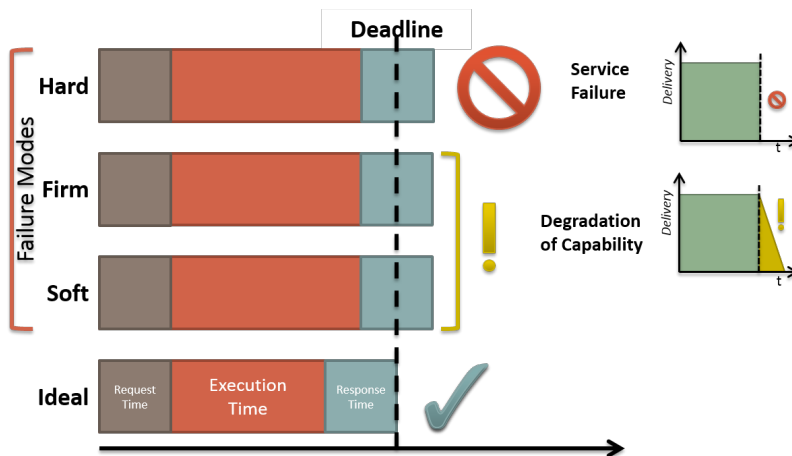 Deadline
Failure Modes
Hard
Firm
Soft
Ideal
Request
Time
Execution
Time
Response
Time
Service
Failure
Degradation
of Capability
Delivery
t
Delivery
t